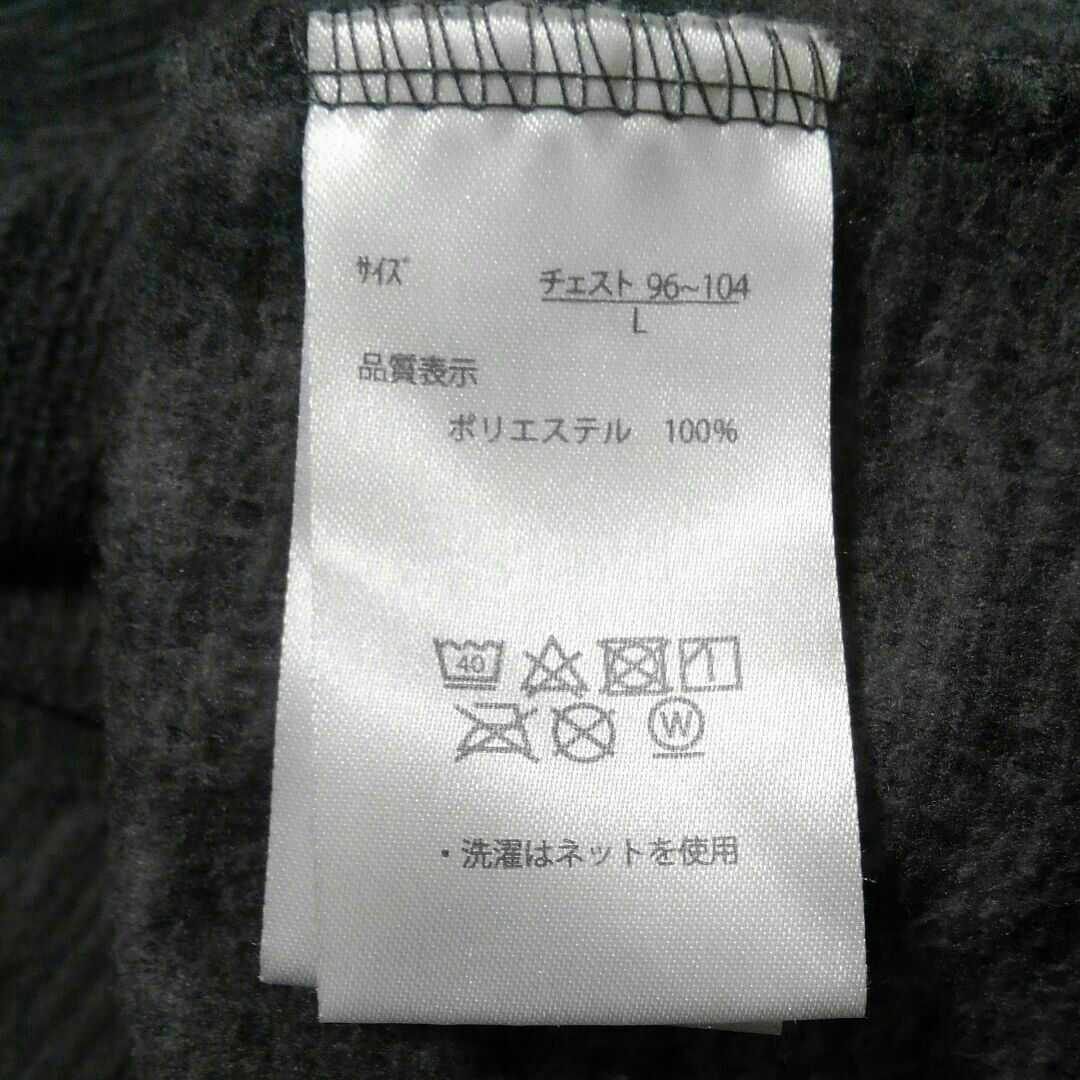 ｻｲｽﾞ
チェスト 96~104
L
品質表示
ポリエステル 100%
40
W
・洗濯はネットを使用